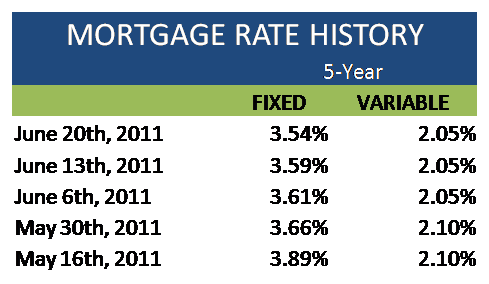 MORTGAGE RATE HISTORY
5-Year
FIXED VARIABLE
June 20th, 2011 3.54% 2.05%
June 13th, 2011 3.59% 2.05%
June 6th, 2011 3.61% 2.05%
May 30th, 2011 3.66% 2.10%
May 16th, 2011 3.89% 2.10%